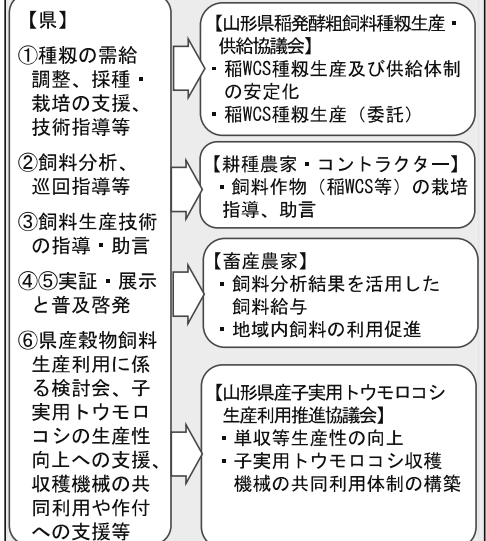 【県】
①種籾の需給
調整、採種・
栽培の支援、
技術指導等
②飼料分析、
巡回指導等
③飼料生産技術
の指導・助言
④⑤実証・展示
と普及啓発
⑥県産穀物飼料
生産利用に係
る検討会、子
実用トウモロ
コシの生産性
向上への支援、
収穫機械の共
同利用や作付
への支援等
【山形県稲発酵粗飼料種籾生産・
供給協議会】
・稲WCS種籾生産及び供給体制
の安定化
・稲WCS種籾生産（委託）
【耕種農家・コントラクター】
・飼料作物（稲WCS等）の栽培
指導、助言
【畜産農家】
・飼料分析結果を活用した
飼料給与
・地域内飼料の利用促進
【山形県産子実用トウモロコシ
生産利用推進協議会】
・単収等生産性の向上
・子実用トウモロコシ収穫
機械の共同利用体制の構築